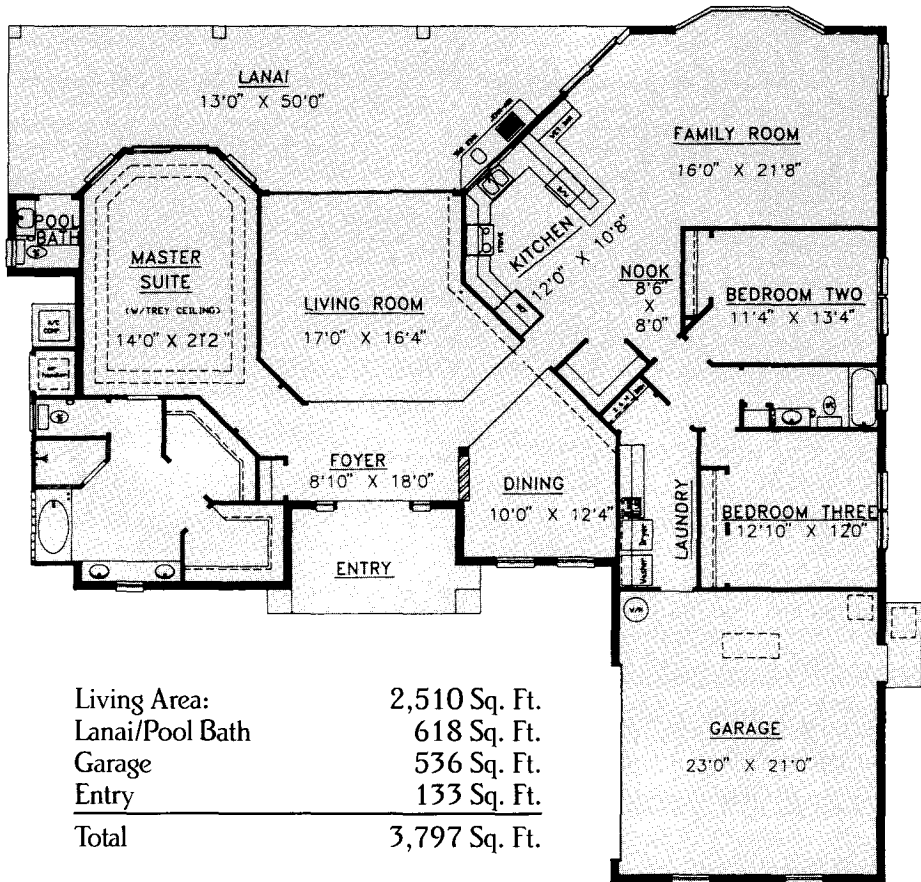 LANAI
13'0" X 50'0"
FAMILY ROOM
16'0" X 21'8"
WET BAR
POOL
BATH
MASTER
SUITE
(W/TREY CEILING)
14'0" X 21'2"
LIVING ROOM
17'0" X 16'4"
STOVE
D/W
KITCHEN
12'0" X 10'8"
REF
NOOK
8'6"
X
8'0"
BEDROOM TWO
11'4" X 13'4"
A/C
FOYER
8'10" X 18'0"
DINING
10'0" X 12'4"
LAUNDRY
Dryer
Washer
BEDROOM THREE
12'10" X 12'0"
ENTRY
W/H
GARAGE
23'0" X 21'0"
Living Area: 2,510 Sq. Ft.
Lanai/Pool Bath 618 Sq. Ft.
Garage 536 Sq. Ft.
Entry 133 Sq. Ft.
Total 3,797 Sq. Ft.